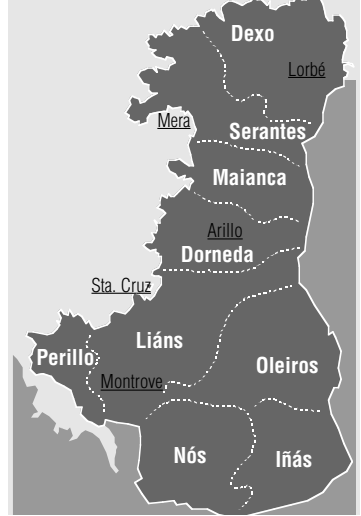 Dexo
Lorbé
Mera
Serantes
Maianca
Arillo
Dorneda
Sta. Cruz
Liáns
Perillo
Oleiros
Montrove
Nós
Iñás